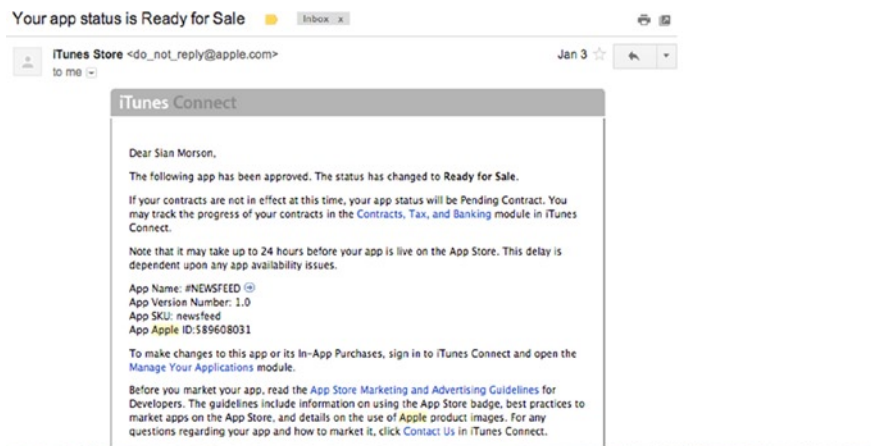 Your app status is Ready for Sale
Inbox x
iTunes Store <do_not_reply@apple.com>
Jan 3
to me
iTunes Connect
Dear Sian Morson,
The following app has been approved. The status has changed to Ready for Sale.
If your contracts are not in effect at this time, your app status will be Pending Contract. You
may track the progress of your contracts in the Contracts, Tax, and Banking module in iTunes
Connect.
Note that it may take up to 24 hours before your app is live on the App Store. This delay is
dependent upon any app availability issues.
App Name: #NEWSFEED
App Version Number: 1.0
App SKU: newsfeed
App Apple ID:589608031
To make changes to this app or its In-App Purchases, sign in to iTunes Connect and open the
Manage Your Applications module.
Before you market your app, read the App Store Marketing and Advertising Guidelines for
Developers. The guidelines include information on using the App Store badge, best practices to
market apps on the App Store, and details on the use of Apple product images. For any
questions regarding your app and how to market it, click Contact Us in iTunes Connect.